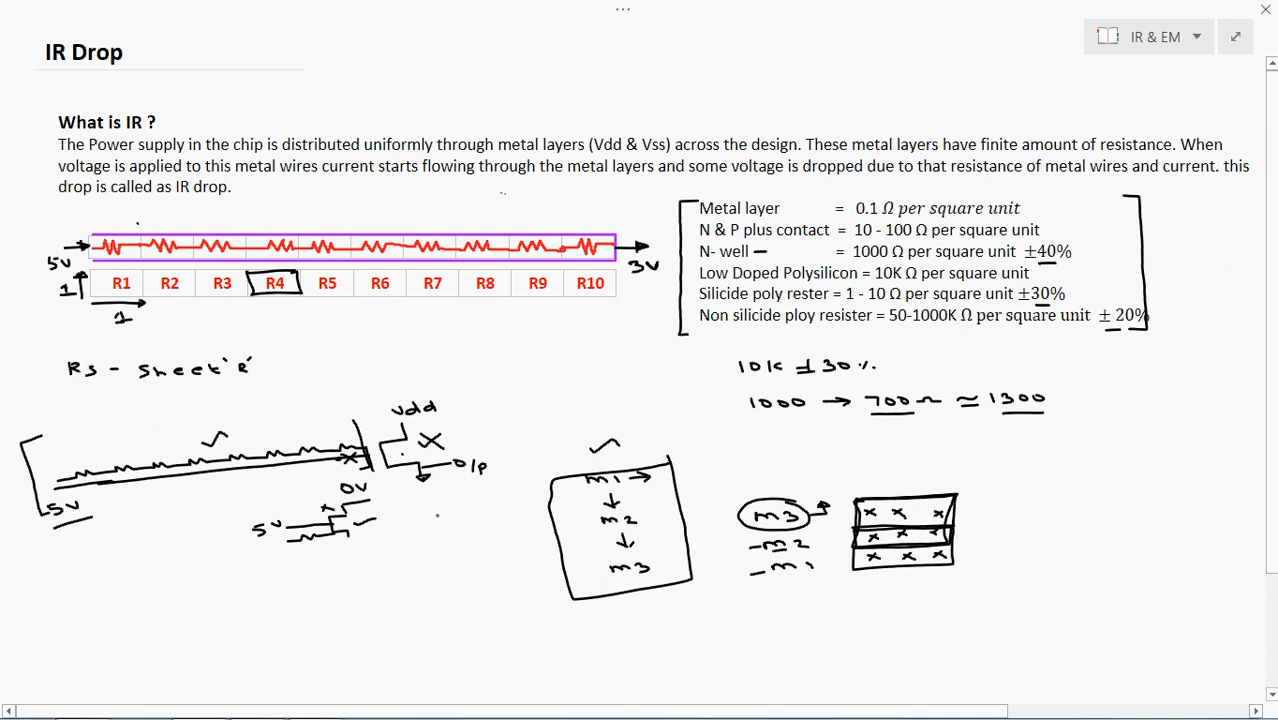 IR & EM
IR Drop
What is IR ?
The Power supply in the chip is distributed uniformly through metal layers (Vdd & Vss) across the design. These metal layers have finite amount of resistance. When
voltage is applied to this metal wires current starts flowing through the metal layers and some voltage is dropped due to that resistance of metal wires and current. this
drop is called as IR drop.
Metal layer = 0.1 Ω per square unit
N & P plus contact = 10 - 100 Ω per square unit
N- well = 1000 Ω per square unit ±40%
Low Doped Polysilicon = 10K Ω per square unit
Silicide poly rester = 1 - 10 Ω per square unit ±30%
Non silicide ploy resister = 50-1000K Ω per square unit ± 20%
5V
3V
1
R1 R2 R3 R4 R5 R6 R7 R8 R9 R10
1
Rs - Sheet 'R'
10K ± 30%
1000 → 700Ω ≃ 1300
Vdd
O/P
5V
0V
5V
m1 →
↓
m2
↓
m3
m3
- m2
- m1
x x x
x x x
x x x